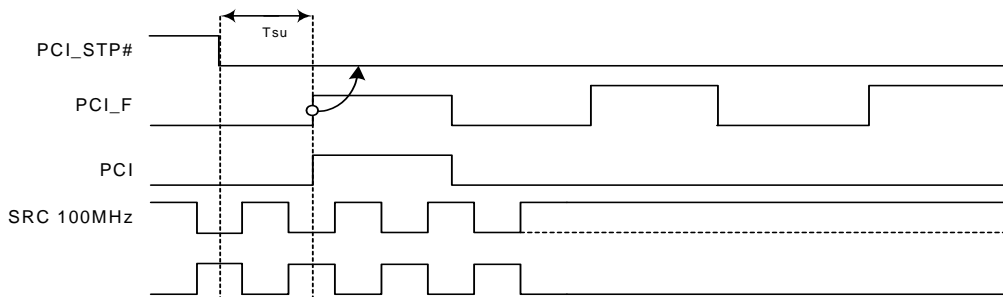 Tsu
PCI_STP#
PCI_F
PCI
SRC 100MHz